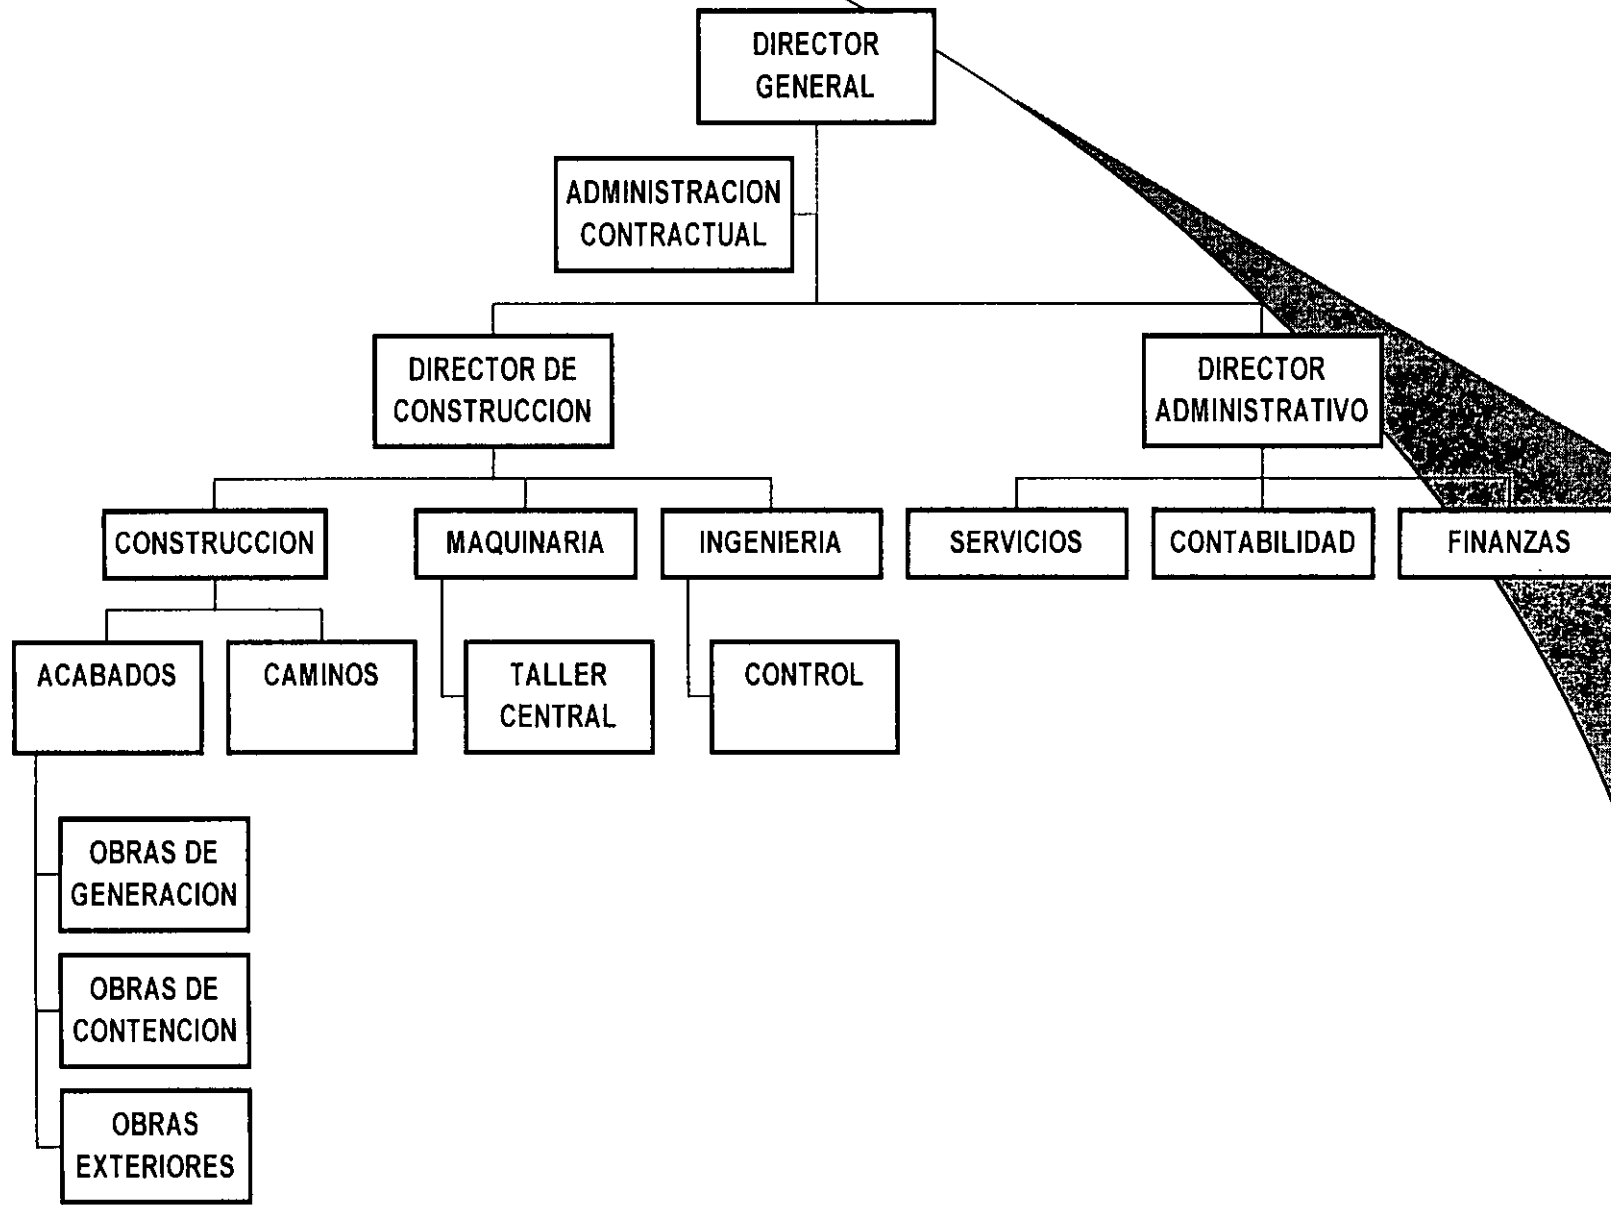 DIRECTOR
GENERAL
ADMINISTRACION
CONTRACTUAL
DIRECTOR DE
CONSTRUCCION
DIRECTOR
ADMINISTRATIVO
CONSTRUCCION
MAQUINARIA
INGENIERIA
SERVICIOS
CONTABILIDAD
FINANZAS
ACABADOS
CAMINOS
TALLER
CENTRAL
CONTROL
OBRAS DE
GENERACION
OBRAS DE
CONTENCION
OBRAS
EXTERIORES